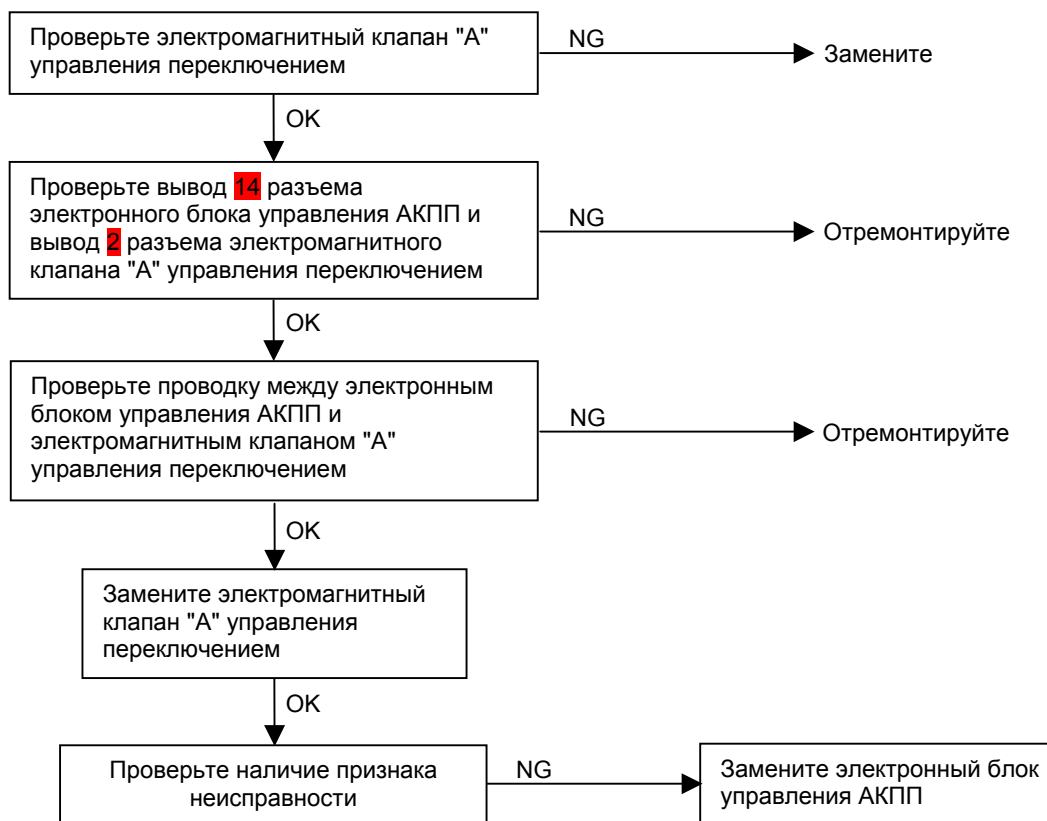 Проверьте электромагнитный клапан "А"
управления переключением
NG
Замените
OK
Проверьте вывод 14 разъема
электронного блока управления АКПП и
вывод 2 разъема электромагнитного
клапана "А" управления переключением
NG
Отремонтируйте
OK
Проверьте проводку между электронным
блоком управления АКПП и
электромагнитным клапаном "А"
управления переключением
NG
Отремонтируйте
OK
Замените электромагнитный
клапан "А" управления
переключением
OK
Проверьте наличие признака
неисправности
NG
Замените электронный блок
управления АКПП